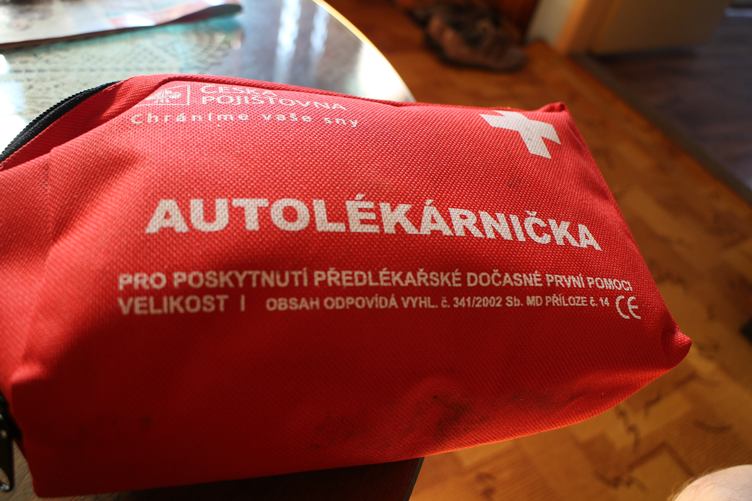 ČESKÁ
POJIŠŤOVNA
Chráníme vaše sny
AUTOLÉKÁRNIČKA
PRO POSKYTNUTÍ PŘEDLÉKAŘSKÉ DOČASNÉ PRVNÍ POMOCI
VELIKOST I OBSAH ODPOVÍDÁ VYHL. č. 341/2002 Sb. MD PŘÍLOZE č. 14 CE